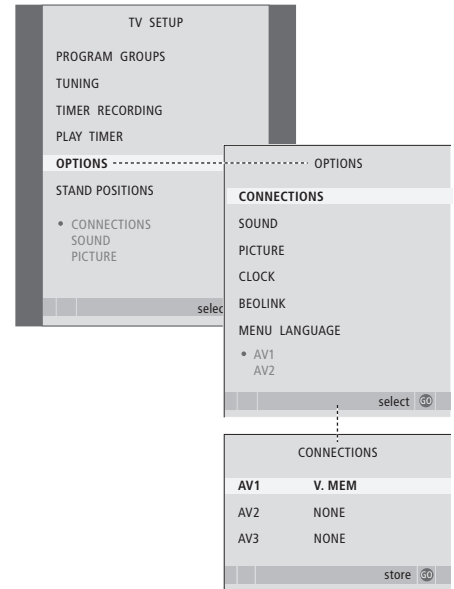 TV SETUP
PROGRAM GROUPS
TUNING
TIMER RECORDING
PLAY TIMER
OPTIONS
STAND POSITIONS
• CONNECTIONS
SOUND
PICTURE
selec
OPTIONS
CONNECTIONS
SOUND
PICTURE
CLOCK
BEOLINK
MENU LANGUAGE
• AV1
AV2
select GO
CONNECTIONS
AV1 V. MEM
AV2 NONE
AV3 NONE
store GO